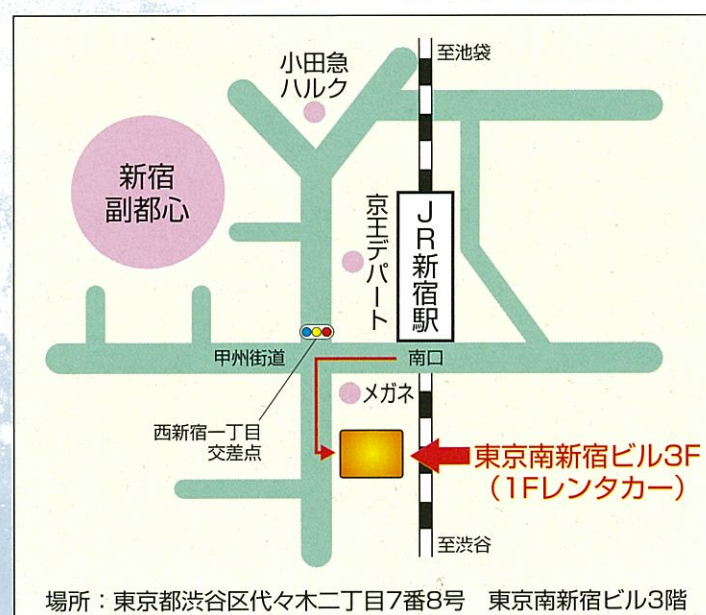 至池袋
小田急
ハルク
新宿
副都心
京王デパート
JR新宿駅
甲州街道
南口
メガネ
西新宿一丁目
交差点
東京南新宿ビル3F
（1Fレンタカー）
至渋谷
場所：東京都渋谷区代々木二丁目7番8号　東京南新宿ビル3階